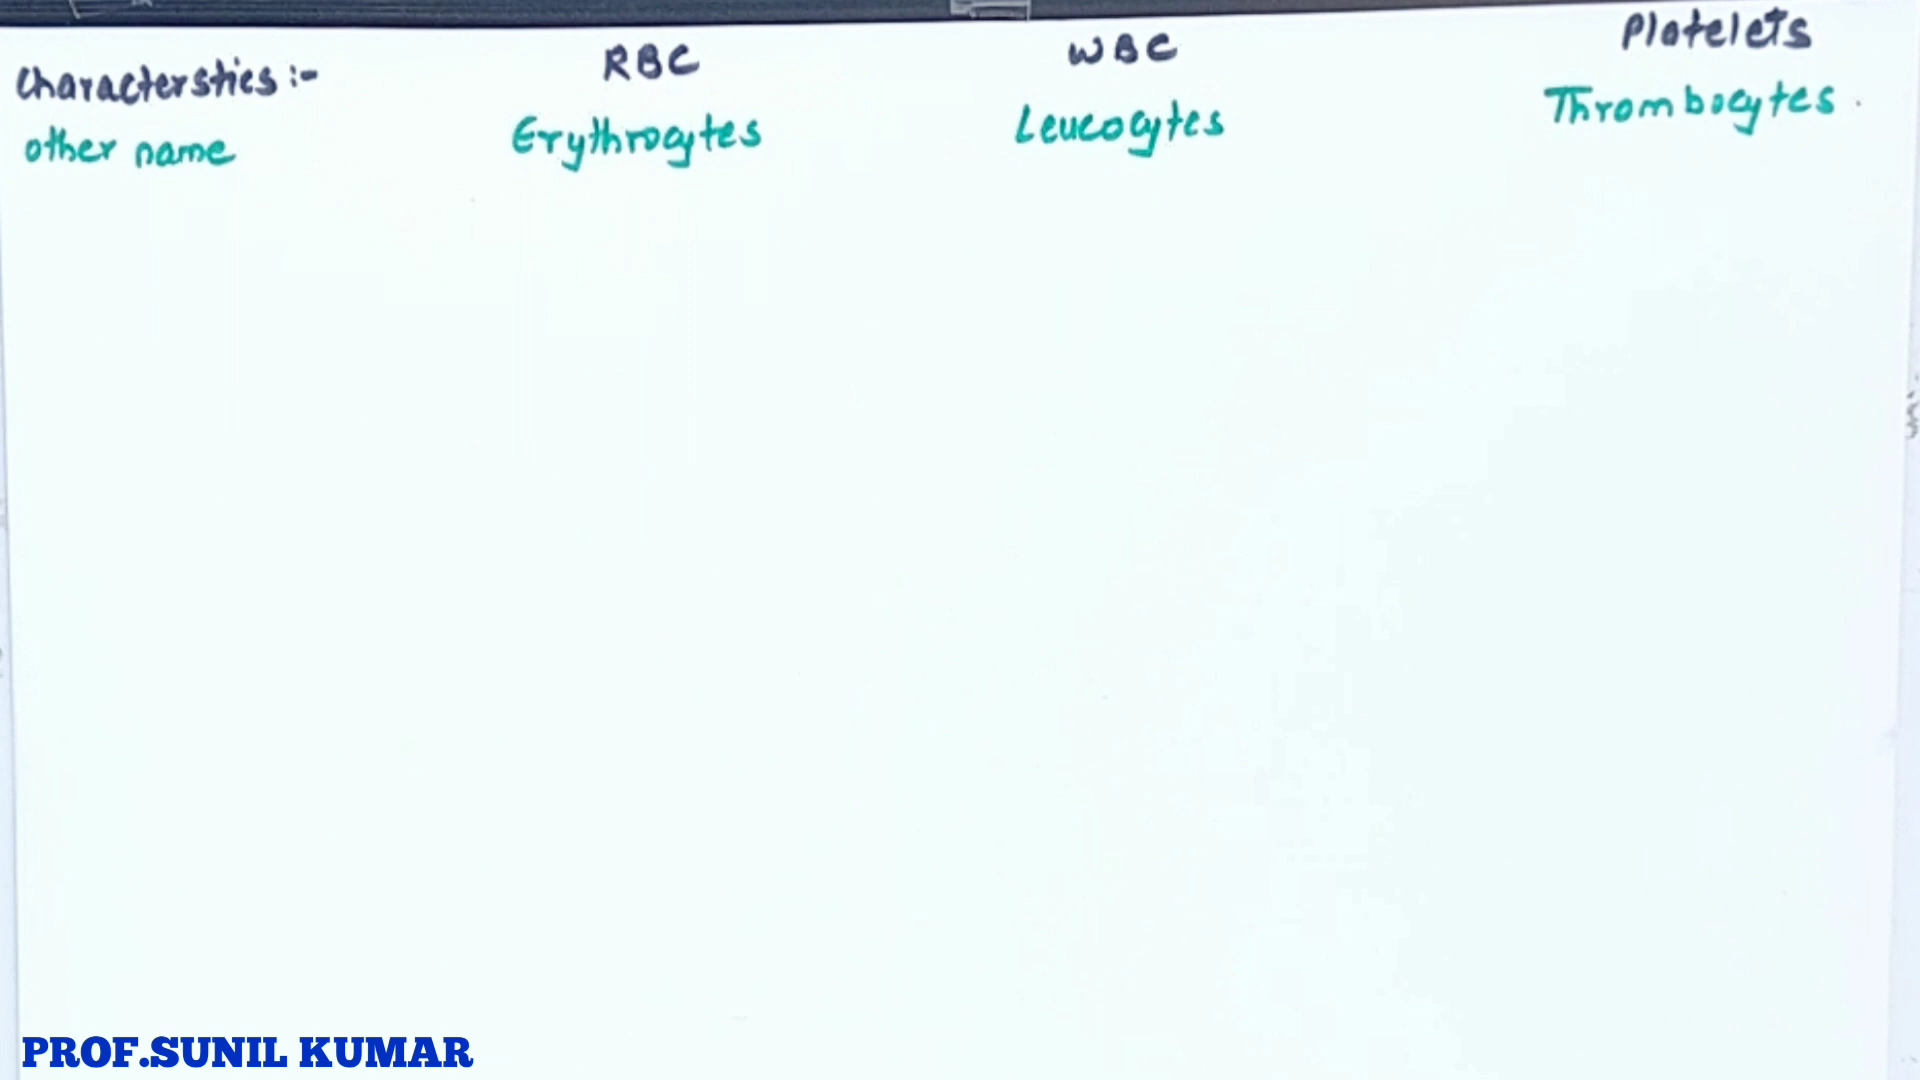 Characterstics :- RBC WBC Platelets
other name Erythrocytes Leucocytes Thrombocytes.
PROF.SUNIL KUMAR